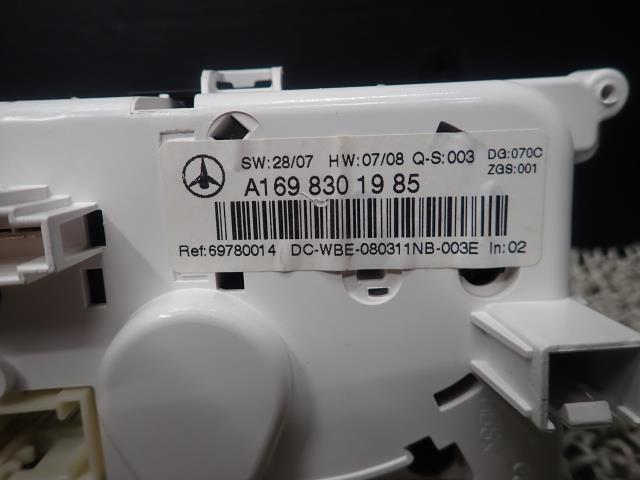 SW:28/07 HW:07/08 Q-S:003 DG:070C
ZGS:001
A169 830 19 85
Ref:69780014 DC-WBE-080311NB-003E In:02